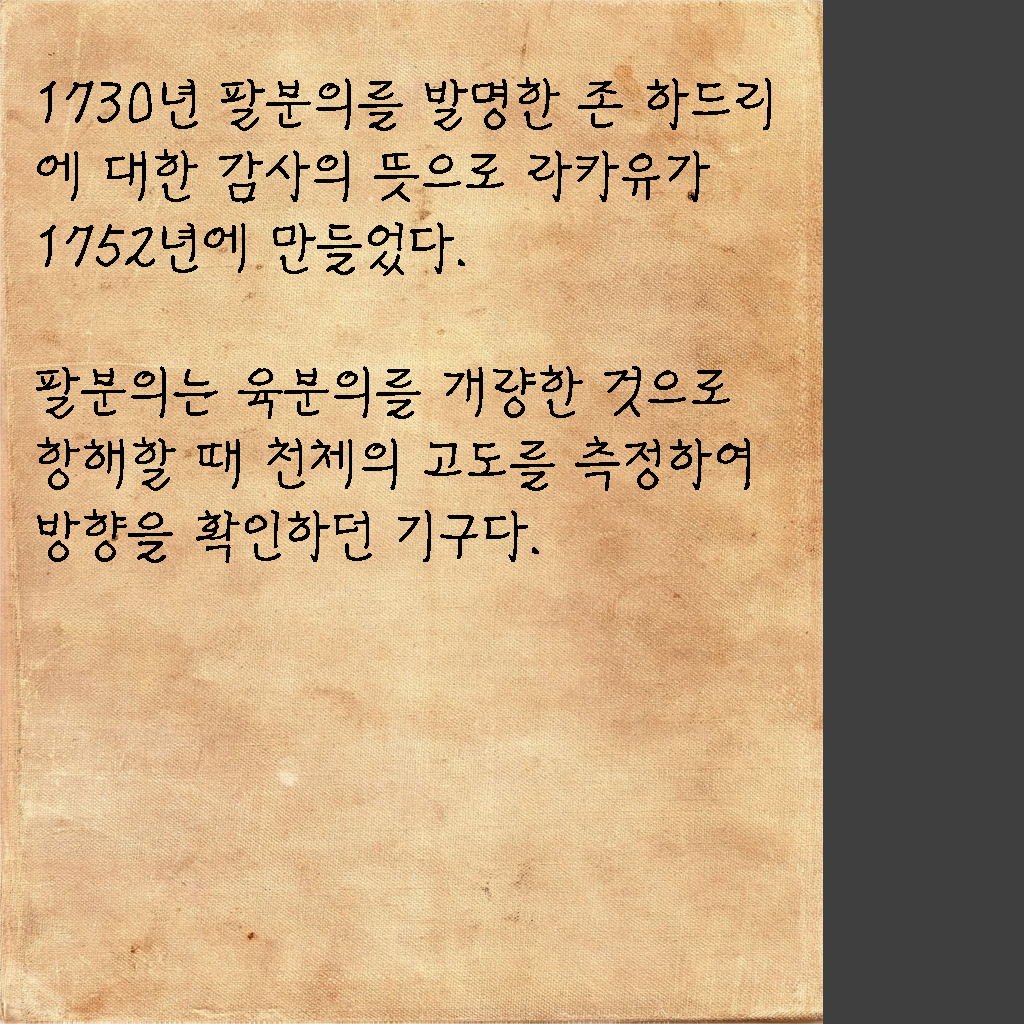 1730년 팔분의를 발명한 존 하드리
에 대한 감사의 뜻으로 라카유가
1752년에 만들었다.
팔분의는 육분의를 개량한 것으로
항해할 때 천체의 고도를 측정하여
방향을 확인하던 기구다.